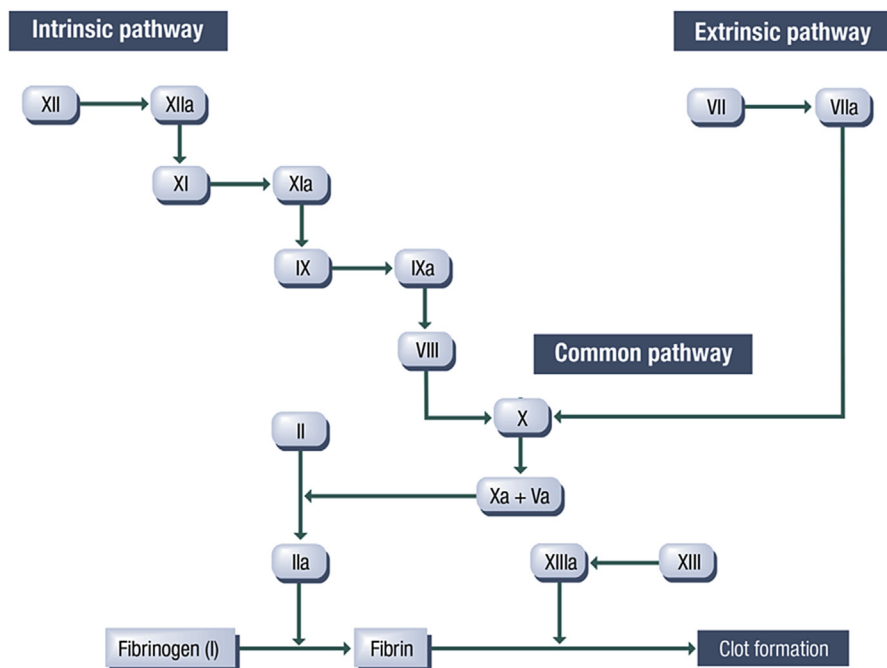 Intrinsic pathway
Extrinsic pathway
XII
XIIa
VII
VIIa
XI
XIa
IX
IXa
VIII
Common pathway
X
II
Xa + Va
IIa
XIIIa
XIII
Fibrinogen (I)
Fibrin
Clot formation